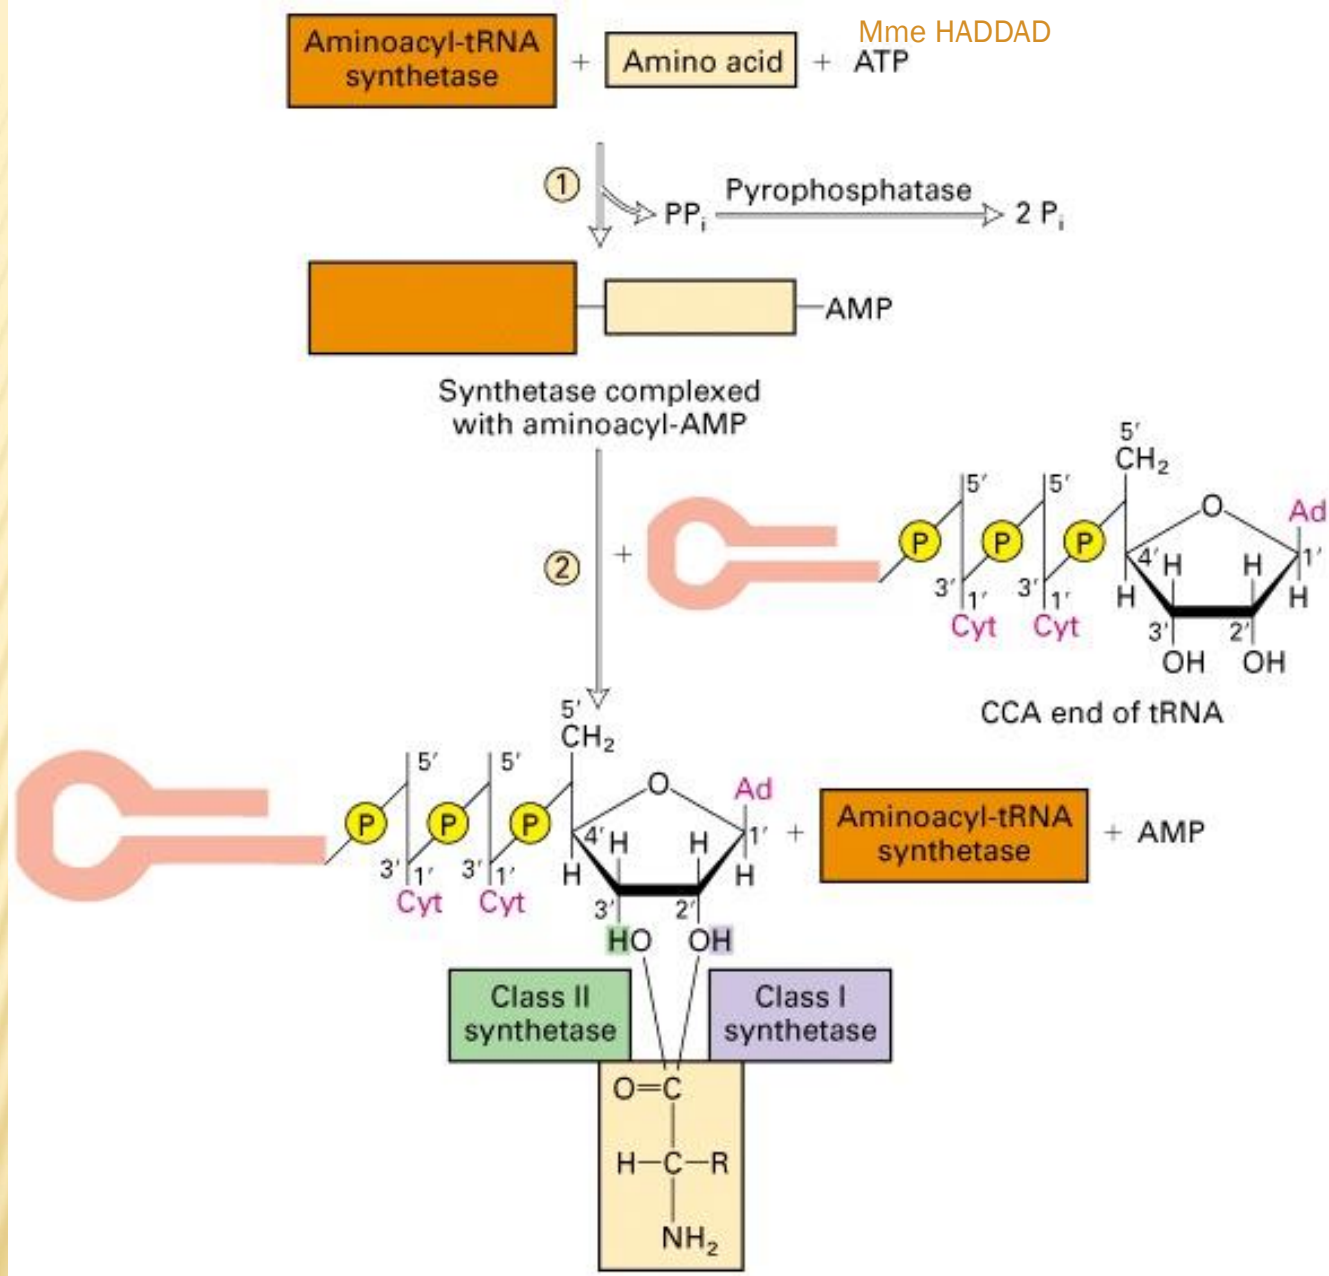 Mme HADDAD
Aminoacyl-tRNA
synthetase
+
Amino acid
+
ATP
1
PPi
Pyrophosphatase
2 Pi
AMP
Synthetase complexed
with aminoacyl-AMP
2
+
P
P
P
5′
5′
5′
CH2
O
Ad
4′
H
H
1′
H
H
3′
1′
3′
1′
Cyt
Cyt
3′
2′
OH
OH
CCA end of tRNA
5′
CH2
5′
5′
O
Ad
P
P
P
4′
H
H
1′
H
H
3′
1′
3′
1′
Cyt
Cyt
3′
2′
HO
OH
+
Aminoacyl-tRNA
synthetase
+
AMP
Class II
synthetase
Class I
synthetase
O=C
H–C–R
NH2